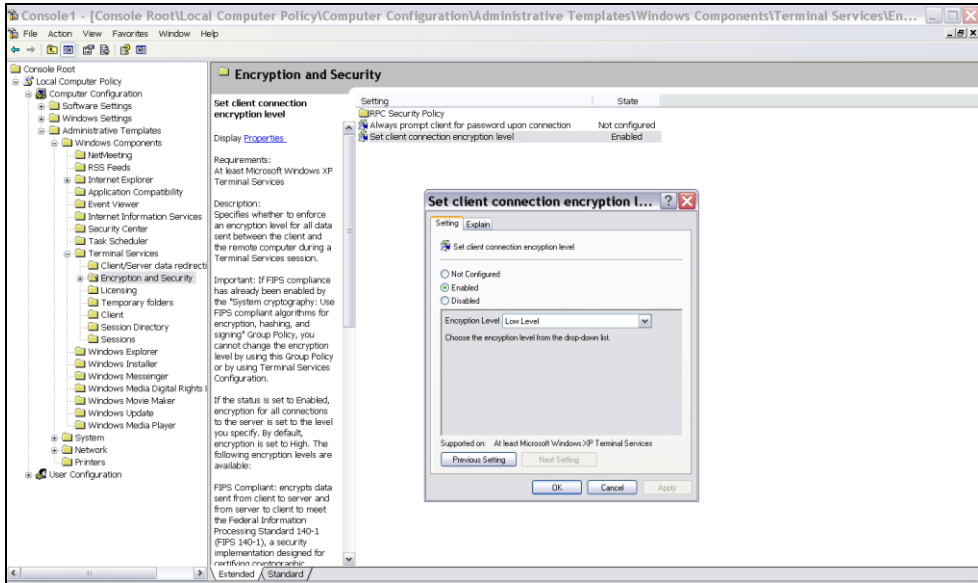 Console1 - [Console Root\Local Computer Policy\Computer Configuration\Administrative Templates\Windows Components\Terminal Services\En...
File Action View Favorites Window Help
Console Root
Local Computer Policy
Computer Configuration
Software Settings
Windows Settings
Administrative Templates
Windows Components
NetMeeting
RSS Feeds
Internet Explorer
Application Compatibility
Event Viewer
Internet Information Services
Security Center
Task Scheduler
Terminal Services
Client/Server data redirecti
Encryption and Security
Licensing
Temporary folders
Client
Session Directory
Sessions
Windows Explorer
Windows Installer
Windows Messenger
Windows Media Digital Rights
Windows Movie Maker
Windows Update
Windows Media Player
System
Network
Printers
User Configuration
Encryption and Security
Set client connection
encryption level
Display Properties
Requirements:
At least Microsoft Windows XP
Terminal Services
Description:
Specifies whether to enforce
an encryption level for all data
sent between the client and
the remote computer during a
Terminal Services session.
Important: If FIPS compliance
has already been enabled by
the "System cryptography: Use
FIPS compliant algorithms for
encryption, hashing, and
signing" Group Policy, you
cannot change the encryption
level by using this Group Policy
or by using Terminal Services
Configuration.
If the status is set to Enabled,
encryption for all connections
to the server is set to the level
you specify. By default,
encryption is set to High. The
following encryption levels are
available:
FIPS Compliant: encrypts data
sent from client to server and
from server to client to meet
the Federal Information
Processing Standard 140-1
(FIPS 140-1), a security
implementation designed for
certifying cryptographic
Setting State
RPC Security Policy
Always prompt client for password upon connection Not configured
Set client connection encryption level Enabled
Set client connection encryption l...
Setting Explain
Set client connection encryption level
Not Configured
Enabled
Disabled
Encryption Level Low Level
Choose the encryption level from the drop-down list.
Supported on: At least Microsoft Windows XP Terminal Services
Previous Setting Next Setting
OK Cancel Apply
Extended Standard